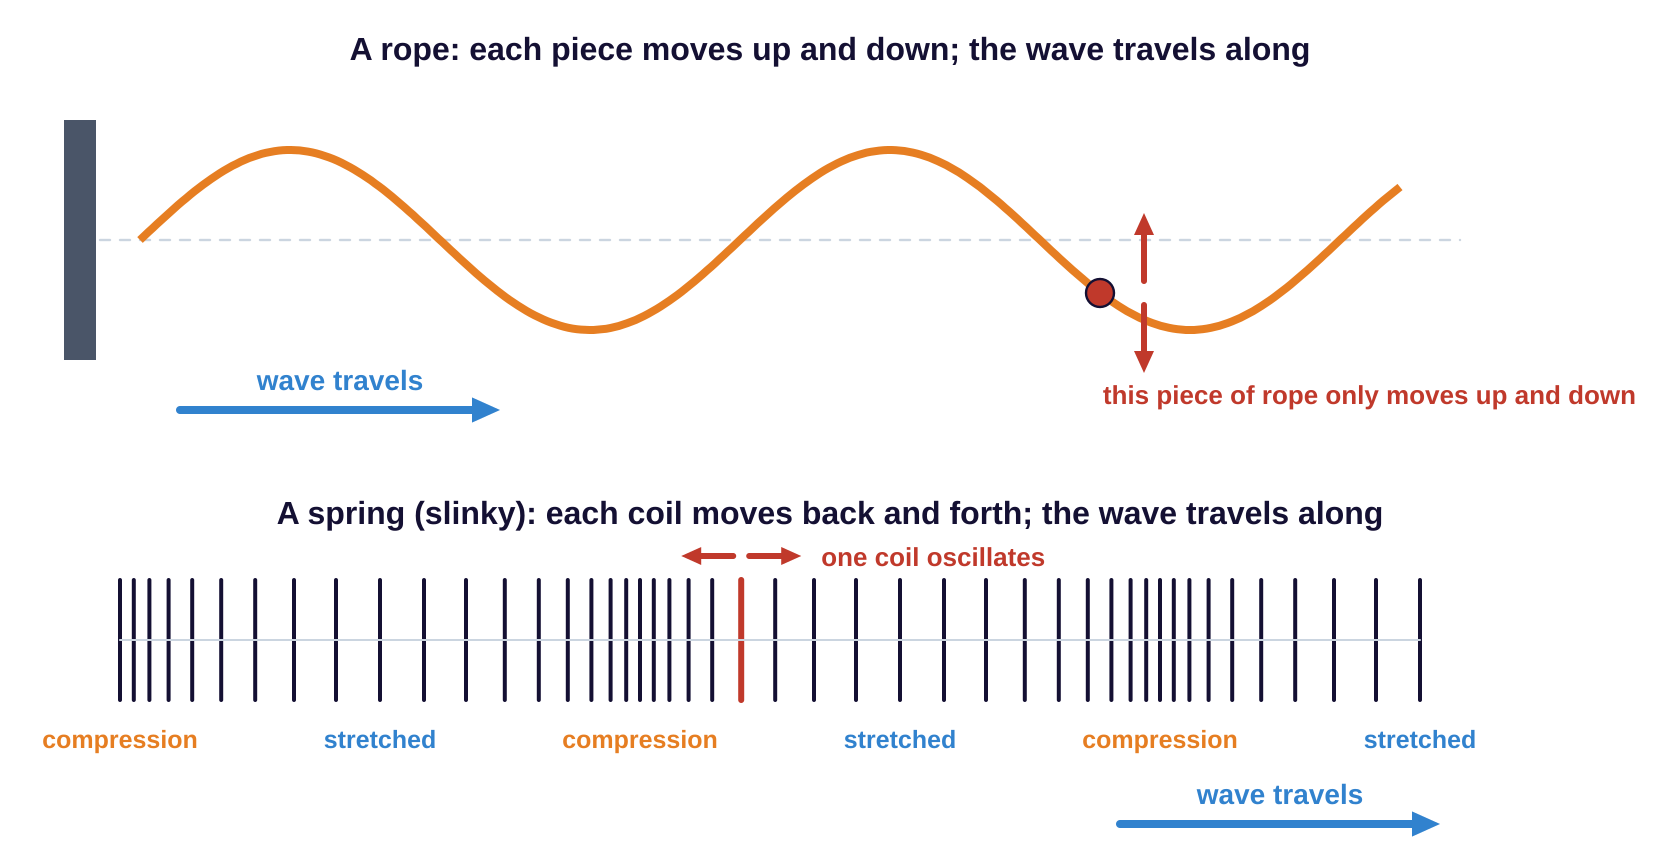 A rope: each piece moves up and down; the wave travels along
wave travels
this piece of rope only moves up and down
A spring (slinky): each coil moves back and forth; the wave travels along
one coil oscillates
compression
stretched
compression
stretched
compression
stretched
wave travels